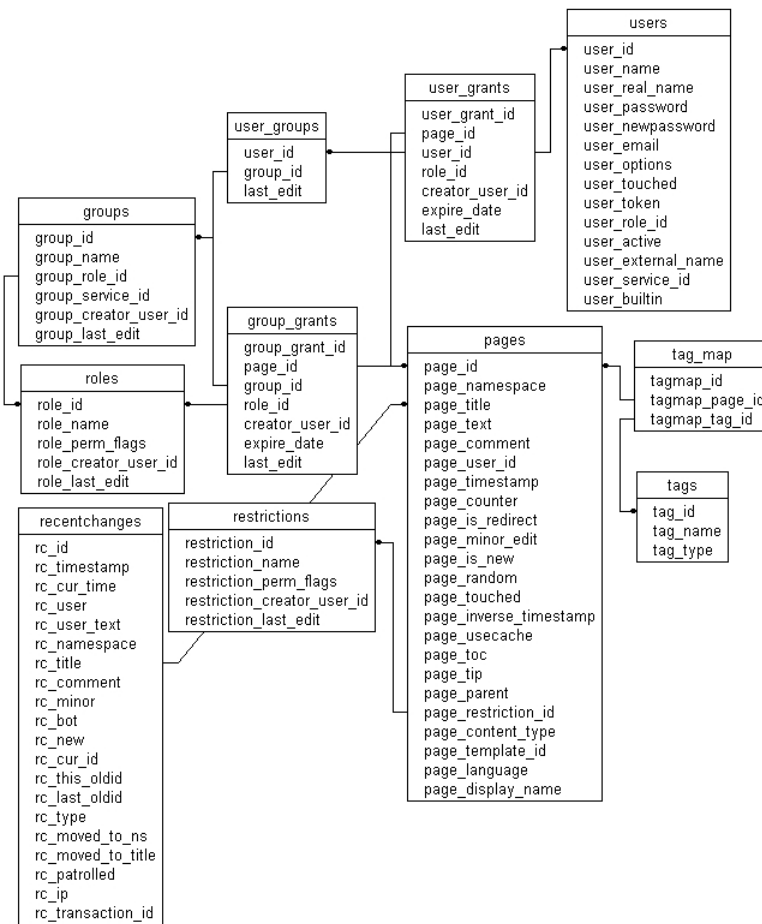 users
user_id
user_name
user_real_name
user_password
user_newpassword
user_email
user_options
user_touched
user_token
user_role_id
user_active
user_external_name
user_service_id
user_builtin
user_grants
user_grant_id
page_id
user_id
role_id
creator_user_id
expire_date
last_edit
user_groups
user_id
group_id
last_edit
groups
group_id
group_name
group_role_id
group_service_id
group_creator_user_id
group_last_edit
group_grants
group_grant_id
page_id
group_id
role_id
creator_user_id
expire_date
last_edit
roles
role_id
role_name
role_perm_flags
role_creator_user_id
role_last_edit
pages
page_id
page_namespace
page_title
page_text
page_comment
page_user_id
page_timestamp
page_counter
page_is_redirect
page_minor_edit
page_is_new
page_random
page_touched
page_inverse_timestamp
page_usecache
page_toc
page_tip
page_parent
page_restriction_id
page_content_type
page_template_id
page_language
page_display_name
tag_map
tagmap_id
tagmap_page_id
tagmap_tag_id
tags
tag_id
tag_name
tag_type
restrictions
restriction_id
restriction_name
restriction_perm_flags
restriction_creator_user_id
restriction_last_edit
recentchanges
rc_id
rc_timestamp
rc_cur_time
rc_user
rc_user_text
rc_namespace
rc_title
rc_comment
rc_minor
rc_bot
rc_new
rc_cur_id
rc_this_oldid
rc_last_oldid
rc_type
rc_moved_to_ns
rc_moved_to_title
rc_patrolled
rc_ip
rc_transaction_id